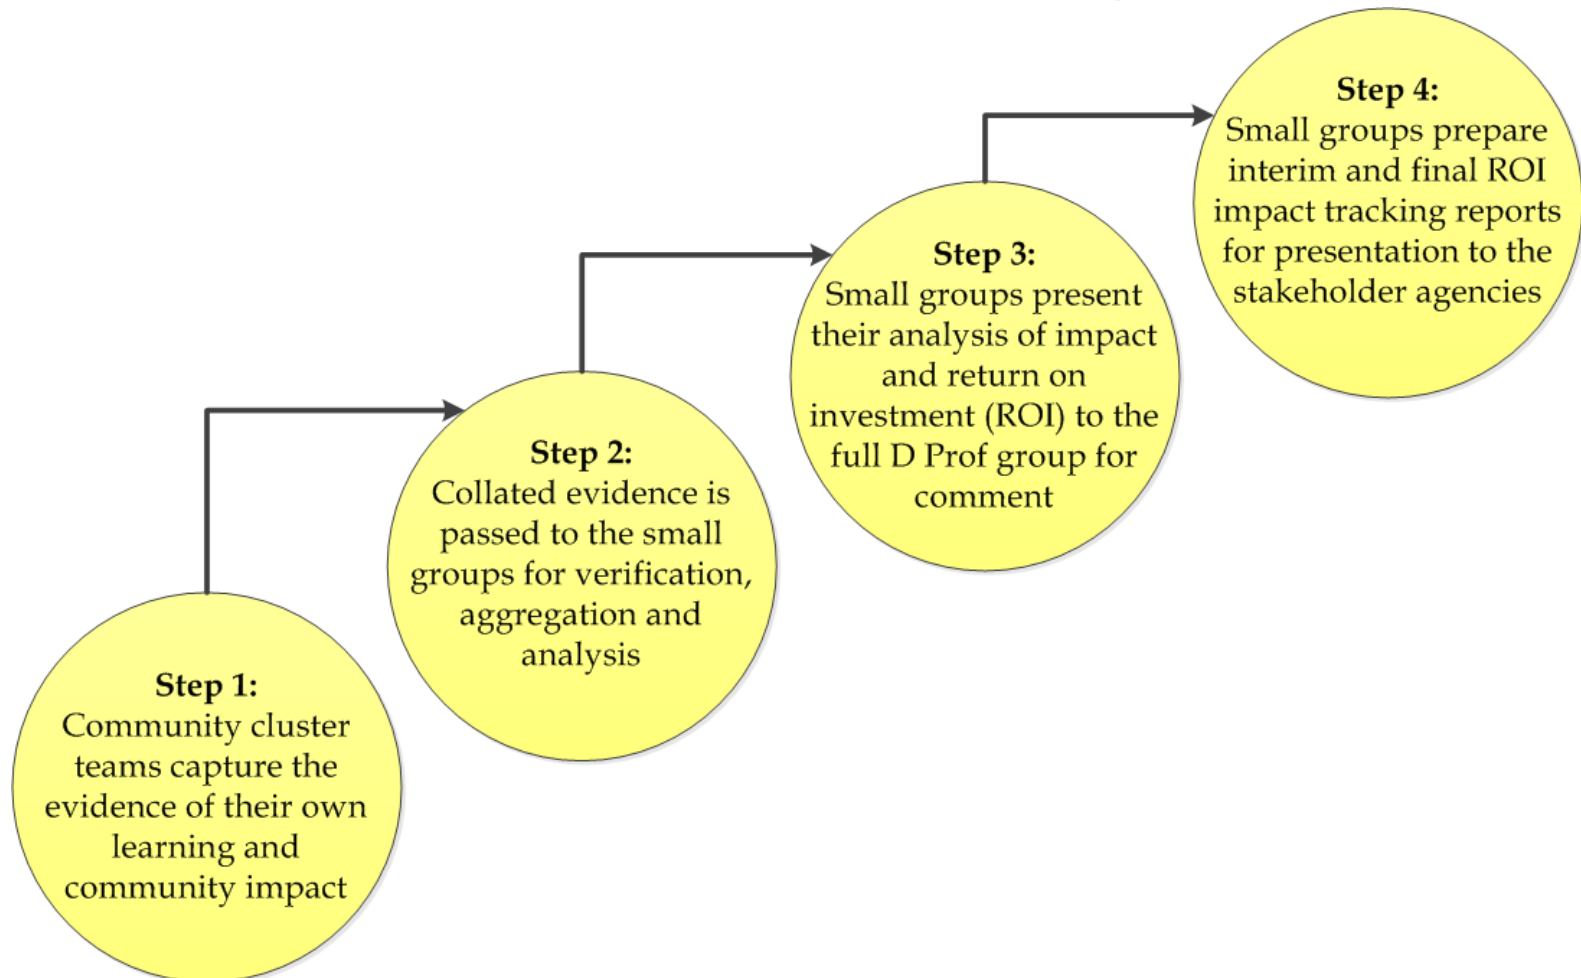 Step 1:
Community cluster
teams capture the
evidence of their own
learning and
community impact
Step 2:
Collated evidence is
passed to the small
groups for verification,
aggregation and
analysis
Step 3:
Small groups present
their analysis of impact
and return on
investment (ROI) to the
full D Prof group for
comment
Step 4:
Small groups prepare
interim and final ROI
impact tracking reports
for presentation to the
stakeholder agencies